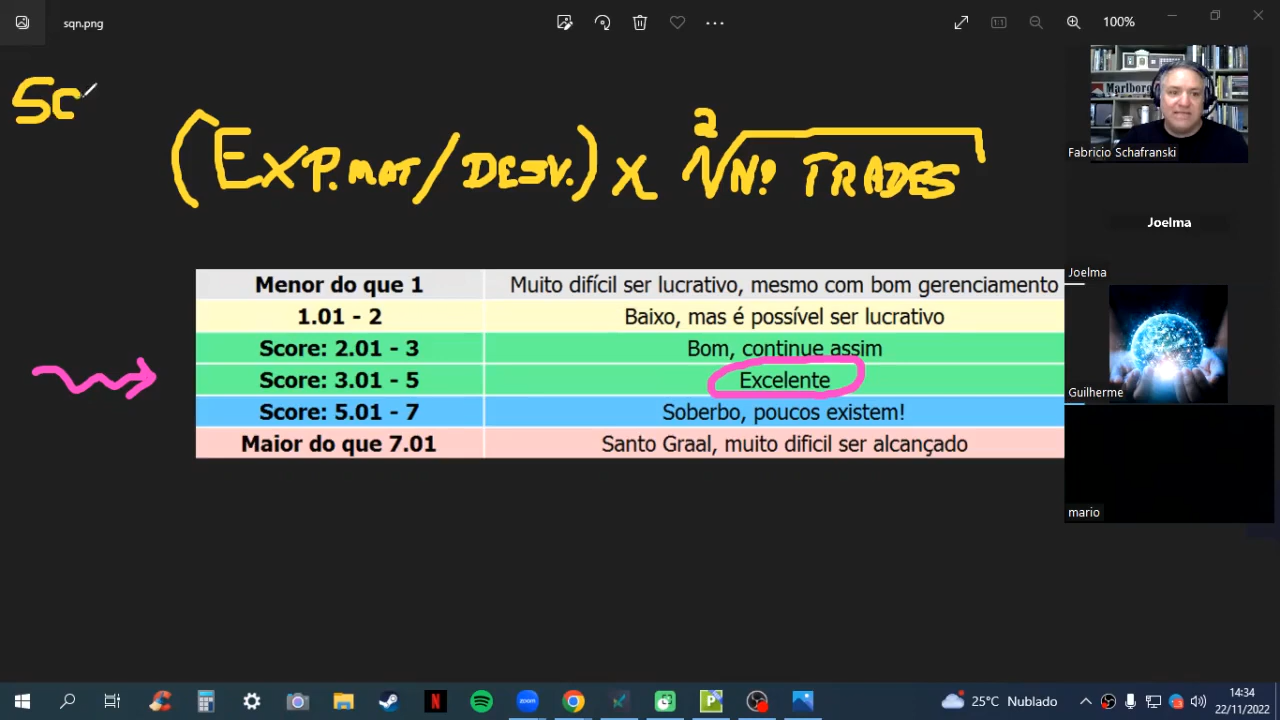 sqn.png
100%
SC
(EXP.MAT/DESV.) X 2√Nº TRADES
Marlboro
Fabricio Schafranski
Joelma
Joelma
Guilherme
mario
Menor do que 1 Muito difícil ser lucrativo, mesmo com bom gerenciamento
1.01 - 2 Baixo, mas é possível ser lucrativo
Score: 2.01 - 3 Bom, continue assim
Score: 3.01 - 5 Excelente
Score: 5.01 - 7 Soberbo, poucos existem!
Maior do que 7.01 Santo Graal, muito dificil ser alcançado
zoom
25°C Nublado
14:34
22/11/2022